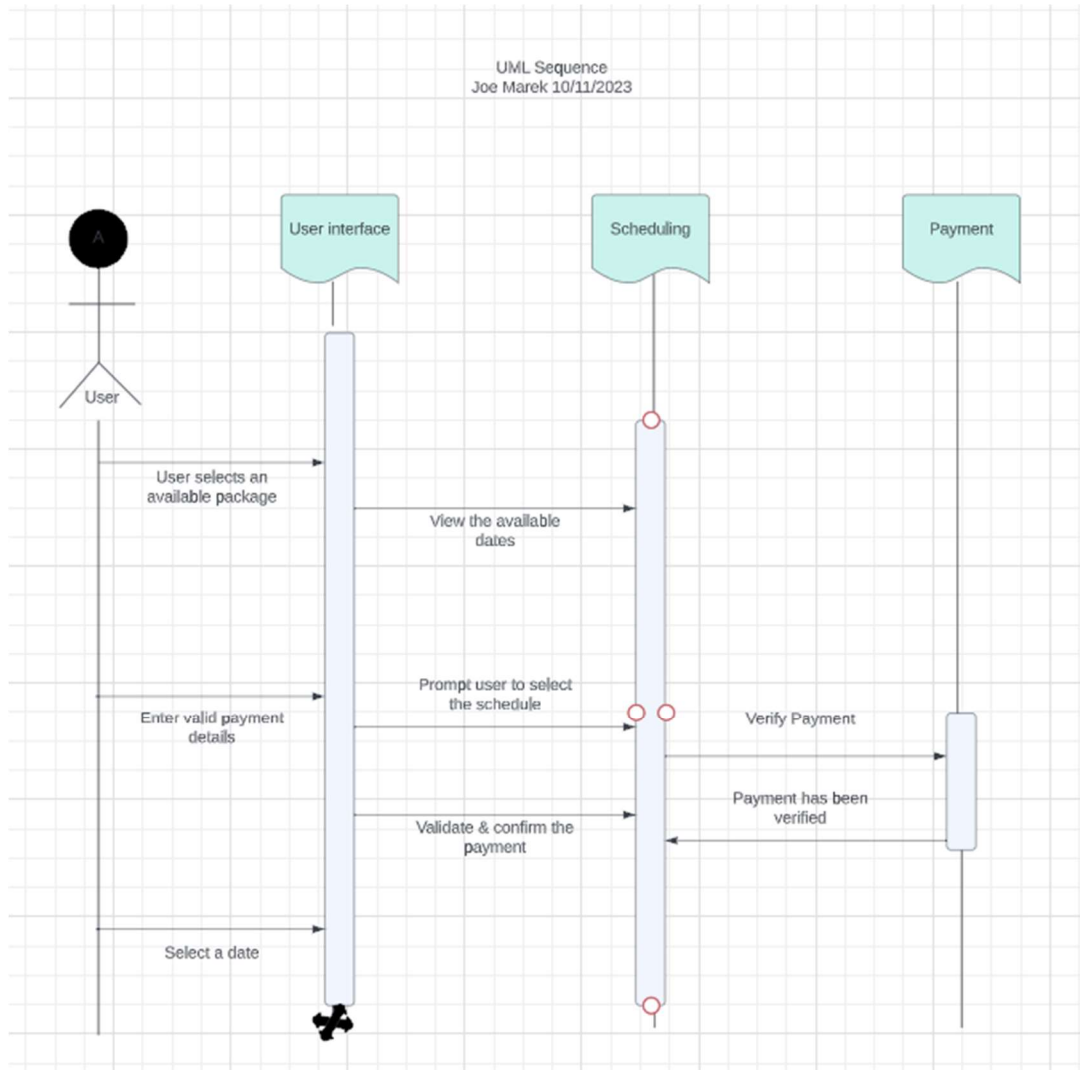 UML Sequence
Joe Marek 10/11/2023
A
User interface
Scheduling
Payment
User
User selects an
available package
View the available
dates
Prompt user to select
the schedule
Enter valid payment
details
Verify Payment
Payment has been
verified
Validate & confirm the
payment
Select a date